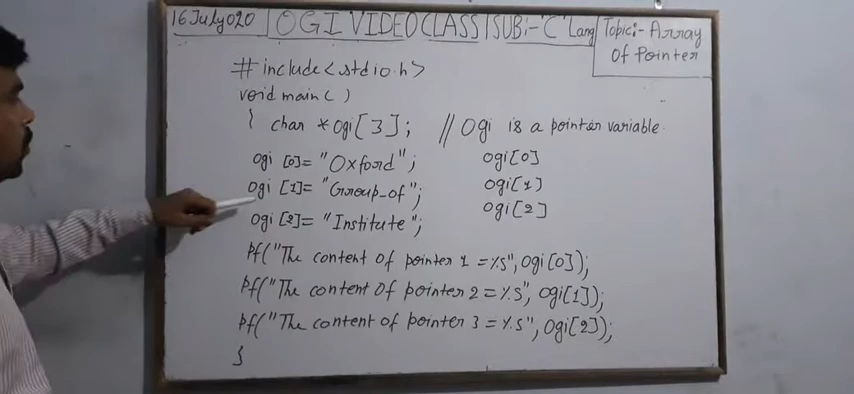 16 July 020 OGI VIDEO CLASS SUB:- "C" Lang Topic:- Array
Of Pointer
# include <stdio.h>
void main( )
{ char *ogi[3]; // Ogi is a pointer variable.
ogi [0]= "Oxford"; ogi[0]
ogi [1]= "Group_of"; ogi[1]
ogi [2]= "Institute"; ogi[2]
Pf("The content of pointer 1 =%s", ogi[0]);
Pf("The content Of pointer 2 = %s", ogi[1]);
Pf("The content of pointer 3 = %s", ogi[2]);
}